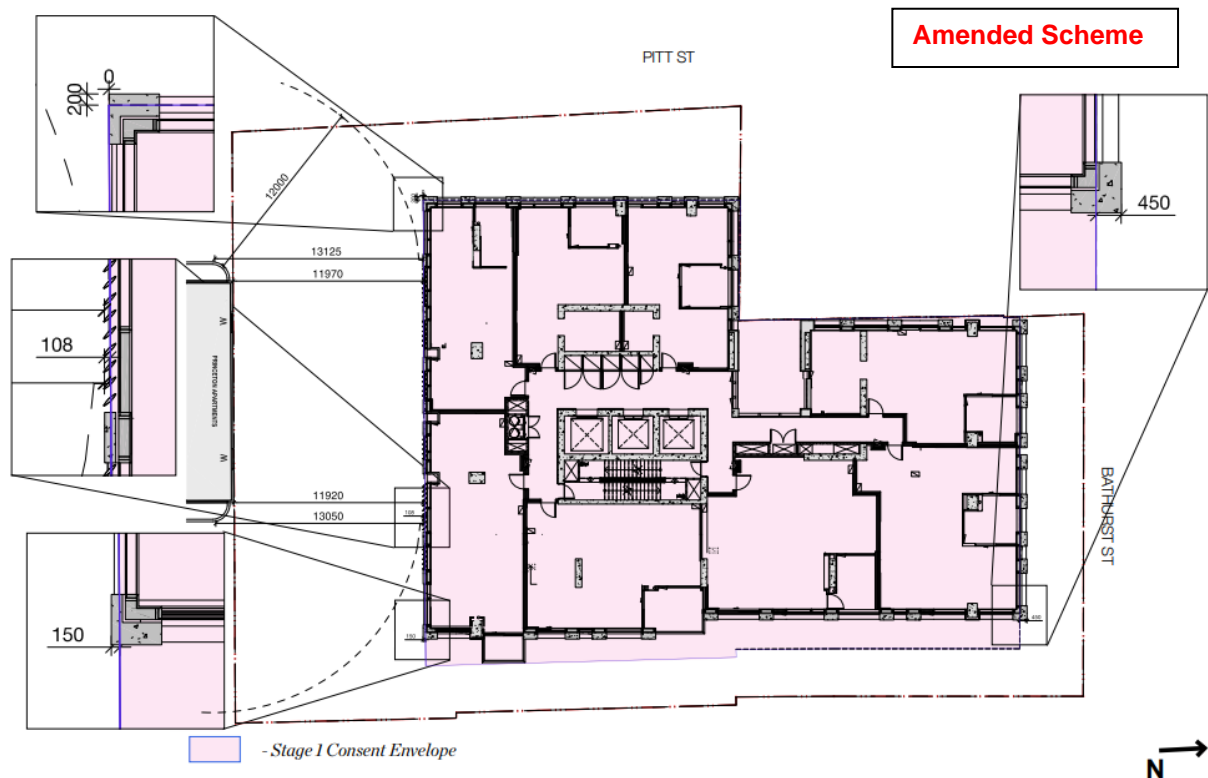 Amended Scheme
PITT ST
0
200
12000
450
13125
11970
108
W
PRINCETON APARTMENTS
W
11920
13050
108
BATHURST ST
150
150
450
- Stage 1 Consent Envelope
N